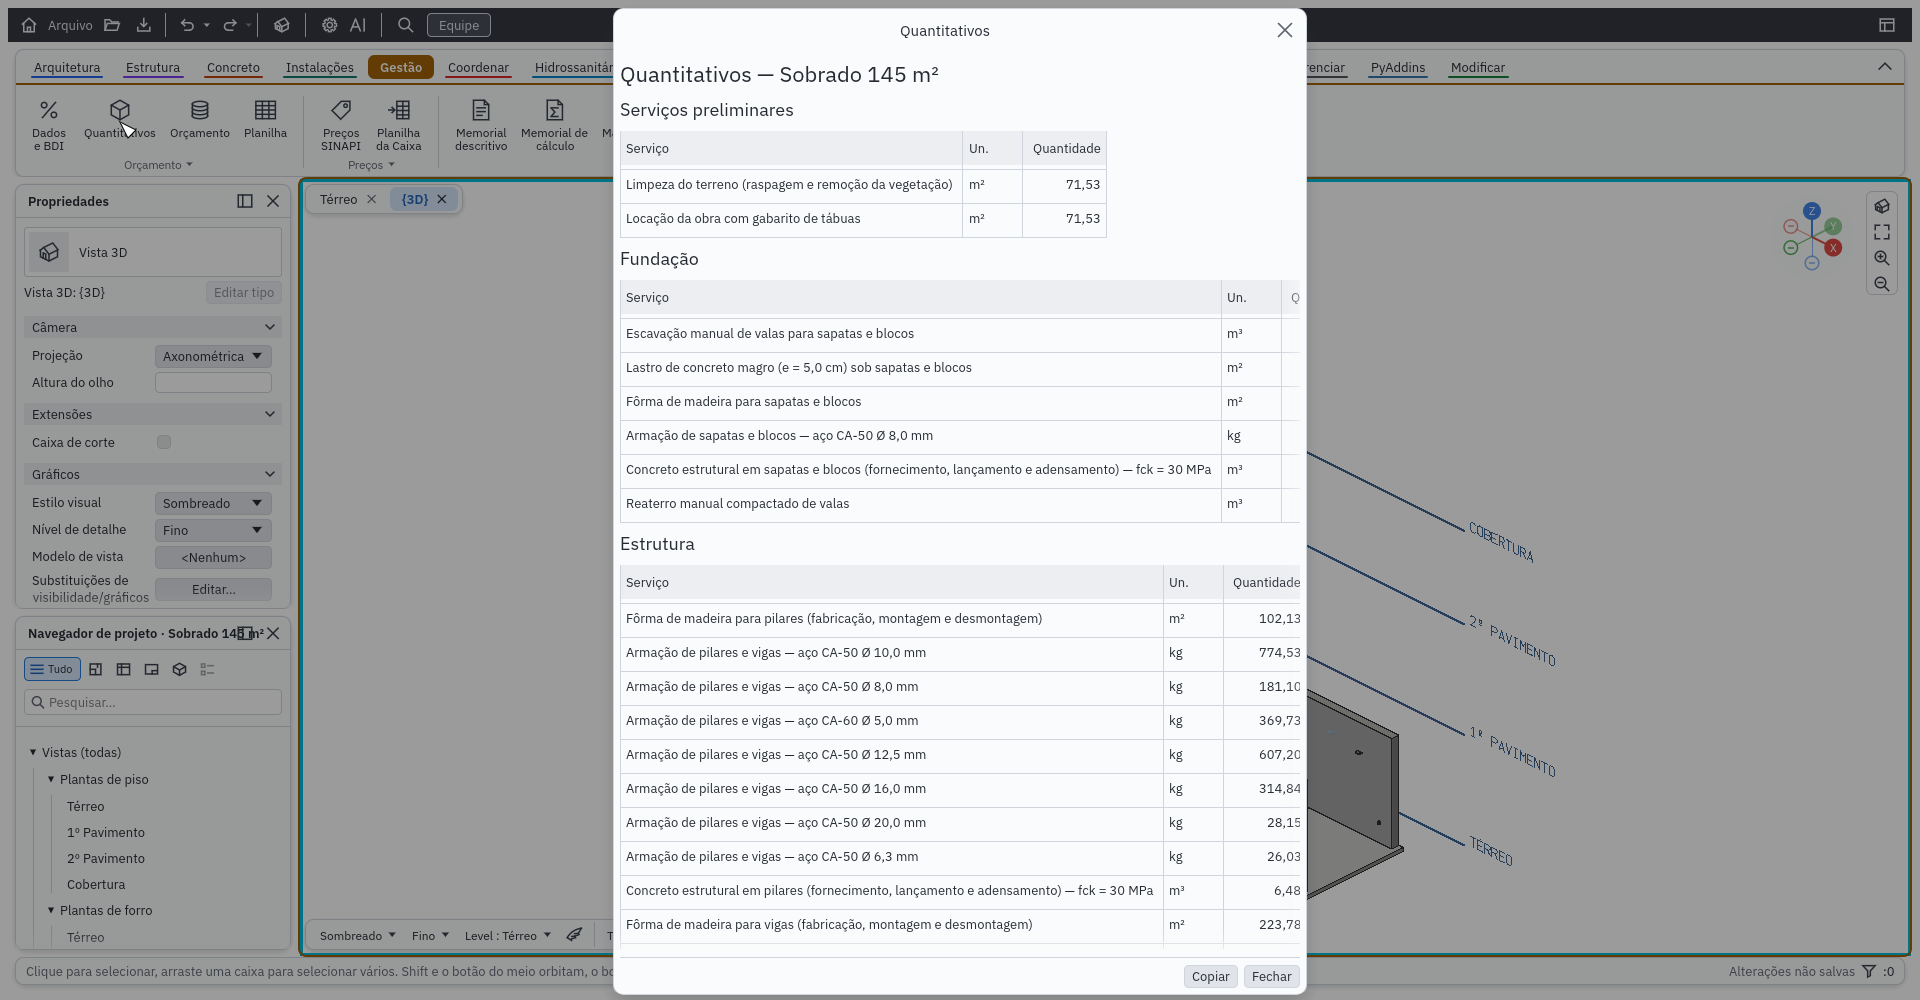 Arquivo
AI
Equipe
Arquitetura
Estrutura
Concreto
Instalações
Gestão
Coordenar
Hidrossanitár
renciar
PyAddins
Modificar
Dados e BDI
Quantitativos
Orçamento
Planilha
Preços SINAPI
Planilha da Caixa
Memorial descritivo
Memorial de cálculo
Orçamento
Preços
Propriedades
Vista 3D
Vista 3D: {3D}
Editar tipo
Câmera
Projeção
Axonométrica
Altura do olho
Extensões
Caixa de corte
Gráficos
Estilo visual
Sombreado
Nível de detalhe
Fino
Modelo de vista
<Nenhum>
Substituições de visibilidade/gráficos
Editar...
Navegador de projeto · Sobrado 145 m²
Tudo
Pesquisar...
Vistas (todas)
Plantas de piso
Térreo
1º Pavimento
2º Pavimento
Cobertura
Plantas de forro
Térreo
Térreo
{3D}
Quantitativos
Quantitativos — Sobrado 145 m²
Serviços preliminares
Serviço Un. Quantidade
Limpeza do terreno (raspagem e remoção da vegetação) m² 71,53
Locação da obra com gabarito de tábuas m² 71,53
Fundação
Serviço Un. Q
Escavação manual de valas para sapatas e blocos m³
Lastro de concreto magro (e = 5,0 cm) sob sapatas e blocos m²
Fôrma de madeira para sapatas e blocos m²
Armação de sapatas e blocos — aço CA-50 Ø 8,0 mm kg
Concreto estrutural em sapatas e blocos (fornecimento, lançamento e adensamento) — fck = 30 MPa m³
Reaterro manual compactado de valas m³
Estrutura
Serviço Un. Quantidade
Fôrma de madeira para pilares (fabricação, montagem e desmontagem) m² 102,13
Armação de pilares e vigas — aço CA-50 Ø 10,0 mm kg 774,53
Armação de pilares e vigas — aço CA-50 Ø 8,0 mm kg 181,10
Armação de pilares e vigas — aço CA-60 Ø 5,0 mm kg 369,73
Armação de pilares e vigas — aço CA-50 Ø 12,5 mm kg 607,20
Armação de pilares e vigas — aço CA-50 Ø 16,0 mm kg 314,84
Armação de pilares e vigas — aço CA-50 Ø 20,0 mm kg 28,15
Armação de pilares e vigas — aço CA-50 Ø 6,3 mm kg 26,03
Concreto estrutural em pilares (fornecimento, lançamento e adensamento) — fck = 30 MPa m³ 6,48
Fôrma de madeira para vigas (fabricação, montagem e desmontagem) m² 223,78
Copiar
Fechar
Z
Y
X
COBERTURA
2º PAVIMENTO
1º PAVIMENTO
TÉRREO
Sombreado
Fino
Level : Térreo
T
Clique para selecionar, arraste uma caixa para selecionar vários. Shift e o botão do meio orbitam, o bo
Alterações não salvas
:0